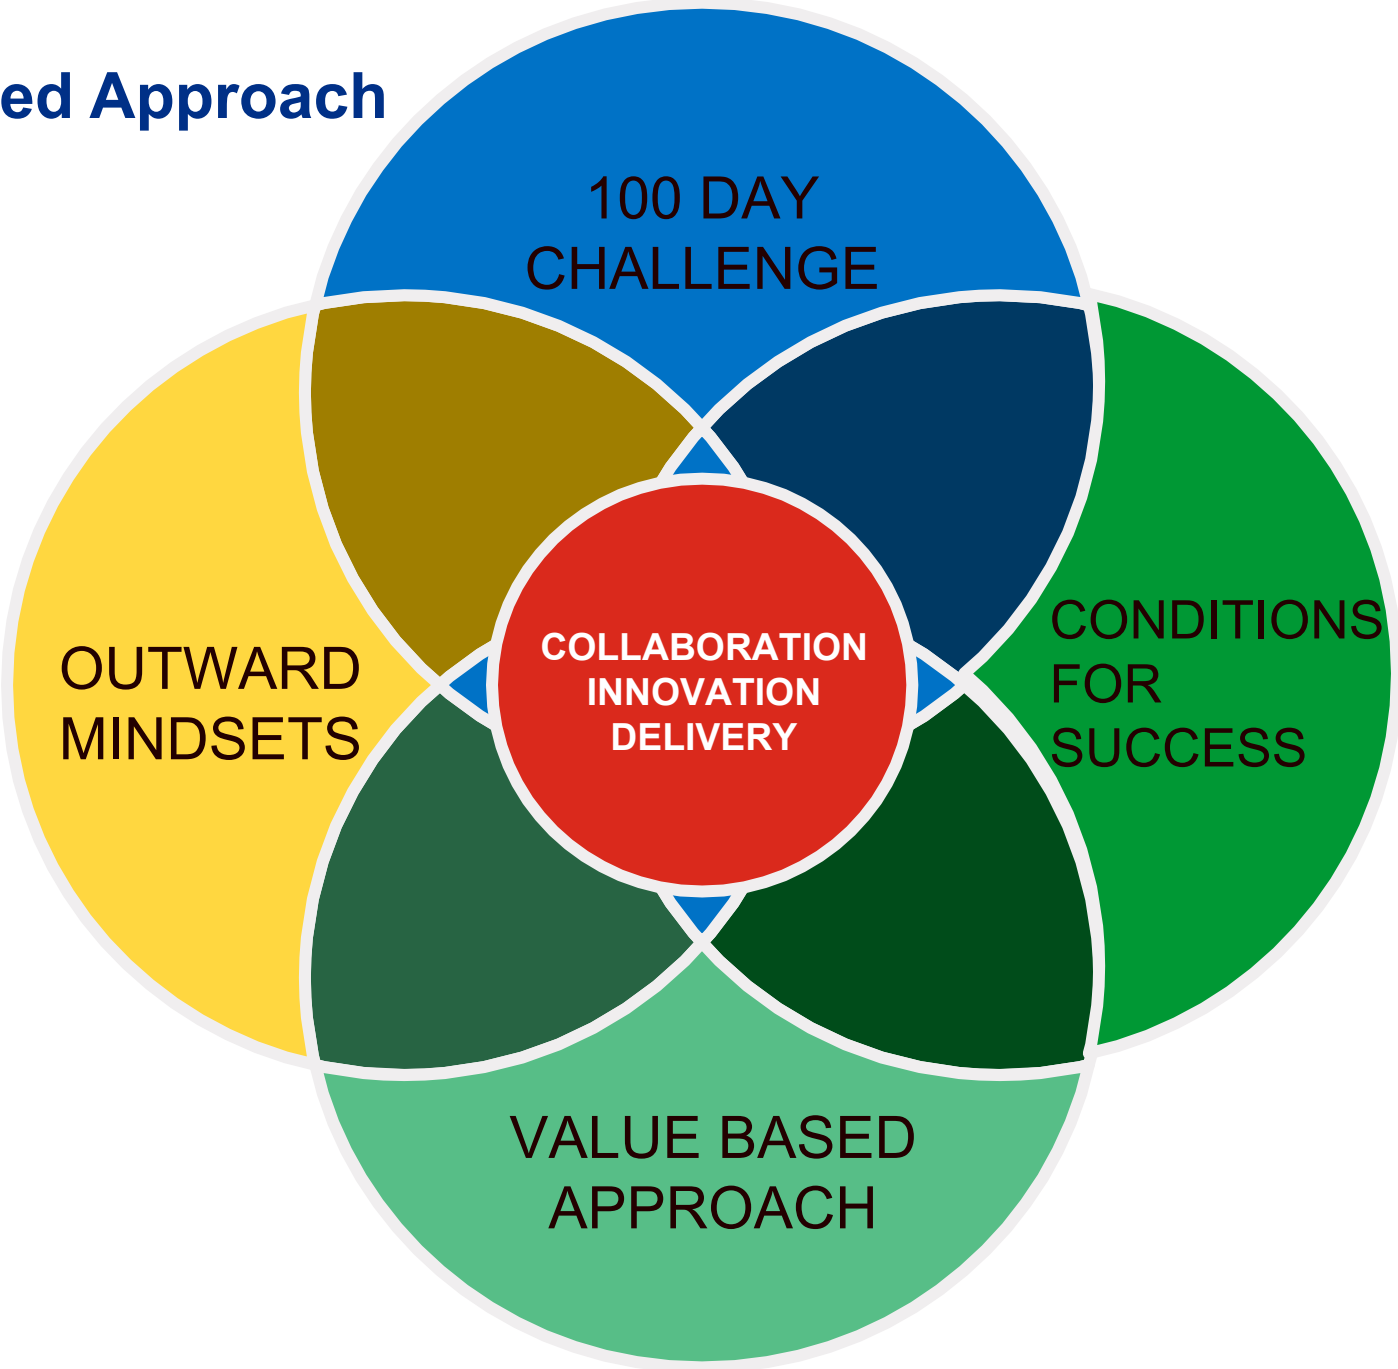 ed Approach
100 DAY
CHALLENGE
OUTWARD
MINDSETS
COLLABORATION
INNOVATION
DELIVERY
CONDITIONS
FOR
SUCCESS
VALUE BASED
APPROACH